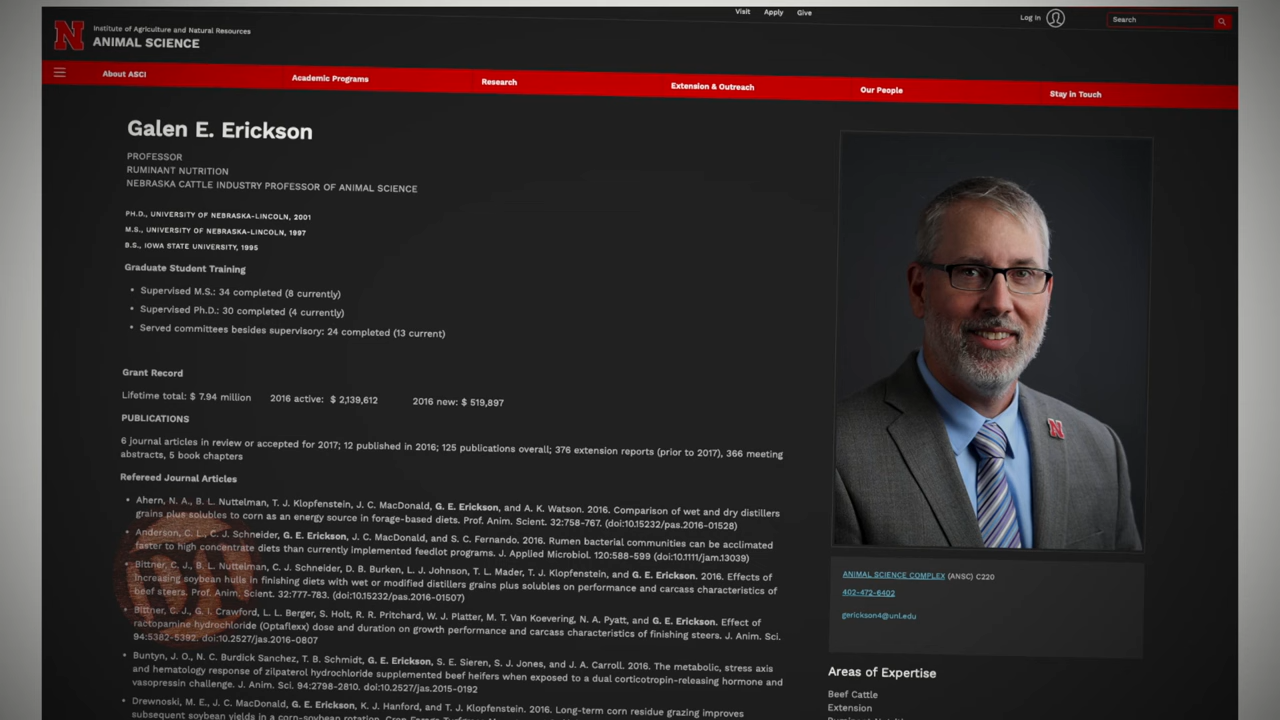 Visit Apply Give
Log In
Search
N
Institute of Agriculture and Natural Resources
ANIMAL SCIENCE
About ASCI
Academic Programs
Research
Extension & Outreach
Our People
Stay in Touch
Galen E. Erickson
PROFESSOR
RUMINANT NUTRITION
NEBRASKA CATTLE INDUSTRY PROFESSOR OF ANIMAL SCIENCE
PH.D., UNIVERSITY OF NEBRASKA-LINCOLN, 2001
M.S., UNIVERSITY OF NEBRASKA-LINCOLN, 1997
B.S., IOWA STATE UNIVERSITY, 1995
Graduate Student Training
• Supervised M.S.: 34 completed (8 currently)
• Supervised Ph.D.: 30 completed (4 currently)
• Served committees besides supervisory: 24 completed (13 current)
Grant Record
Lifetime total: $ 7.94 million 2016 active: $ 2,139,612 2016 new: $ 519,897
PUBLICATIONS
6 journal articles in review or accepted for 2017; 12 published in 2016; 125 publications overall; 376 extension reports (prior to 2017), 366 meeting
abstracts, 5 book chapters
Refereed Journal Articles
• Ahern, N. A., B. L. Nuttelman, T. J. Klopfenstein, J. C. MacDonald, G. E. Erickson, and A. K. Watson. 2016. Comparison of wet and dry distillers
grains plus solubles to corn as an energy source in forage-based diets. Prof. Anim. Scient. 32:758-767. (doi:10.15232/pas.2016-01528)
• Anderson, C. L., C. J. Schneider, G. E. Erickson, J. C. MacDonald, and S. C. Fernando. 2016. Rumen bacterial communities can be acclimated
faster to high concentrate diets than currently implemented feedlot programs. J. Applied Microbiol. 120:588-599 (doi:10.1111/jam.13039)
• Bittner, C. J., B. L. Nuttelman, C. J. Schneider, D. B. Burken, L. J. Johnson, T. L. Mader, T. J. Klopfenstein, and G. E. Erickson. 2016. Effects of
increasing soybean hulls in finishing diets with wet or modified distillers grains plus solubles on performance and carcass characteristics of
beef steers. Prof. Anim. Scient. 32:777-783. (doi:10.15232/pas.2016-01507)
• Bittner, C. J., G. I. Crawford, L. L. Berger, S. Holt, R. R. Pritchard, W. J. Platter, M. T. Van Koevering, N. A. Pyatt, and G. E. Erickson. Effect of
ractopamine hydrochloride (Optaflexx) dose and duration on growth performance and carcass characteristics of finishing steers. J. Anim. Sci.
94:5382-5392. doi:10.2527/jas.2016-0807
• Buntyn, J. O., N. C. Burdick Sanchez, T. B. Schmidt, G. E. Erickson, S. E. Sieren, S. J. Jones, and J. A. Carroll. 2016. The metabolic, stress axis
and hematology response of zilpaterol hydrochloride supplemented beef heifers when exposed to a dual corticotropin-releasing hormone and
vasopressin challenge. J. Anim. Sci. 94:2798-2810. doi:10.2527/jas.2015-0192
• Drewnoski, M. E., J. C. MacDonald, G. E. Erickson, K. J. Hanford, and T. J. Klopfenstein. 2016. Long-term corn residue grazing improves
subsequent soybean yields in a corn-soybean rotation.
N
ANIMAL SCIENCE COMPLEX (ANSC) C220
402-472-6402
gerickson4@unl.edu
Areas of Expertise
Beef Cattle
Extension